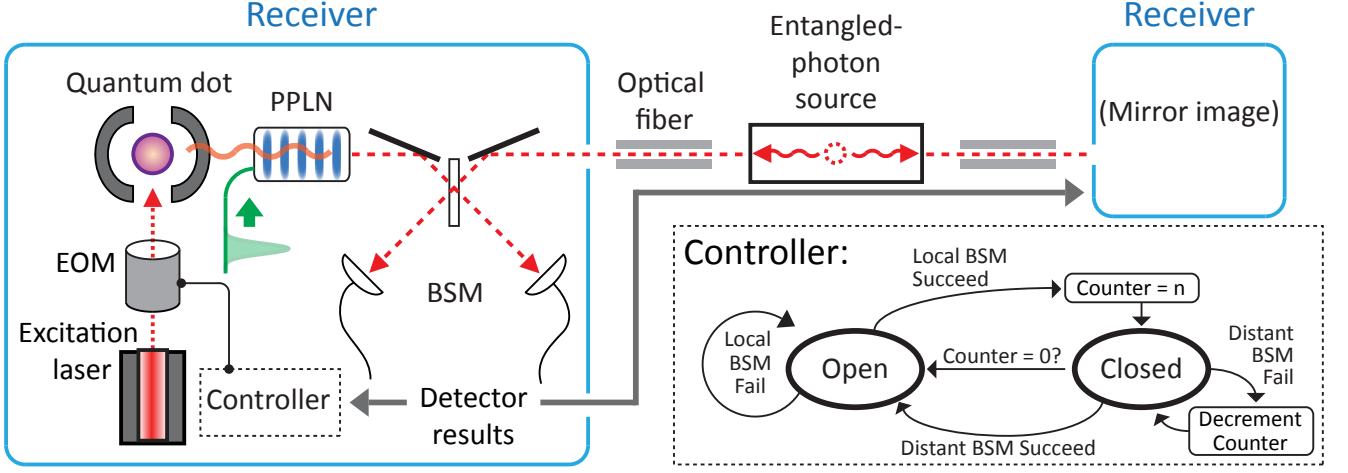 Receiver
Quantum dot
PPLN
EOM
Excitation
laser
Controller
BSM
Detector
results
Optical
fiber
Entangled-
photon
source
Receiver
(Mirror image)
Controller:
Local BSM
Succeed
Counter = n
Local
BSM
Fail
Open
Counter = 0?
Closed
Distant
BSM
Fail
Decrement
Counter
Distant BSM Succeed